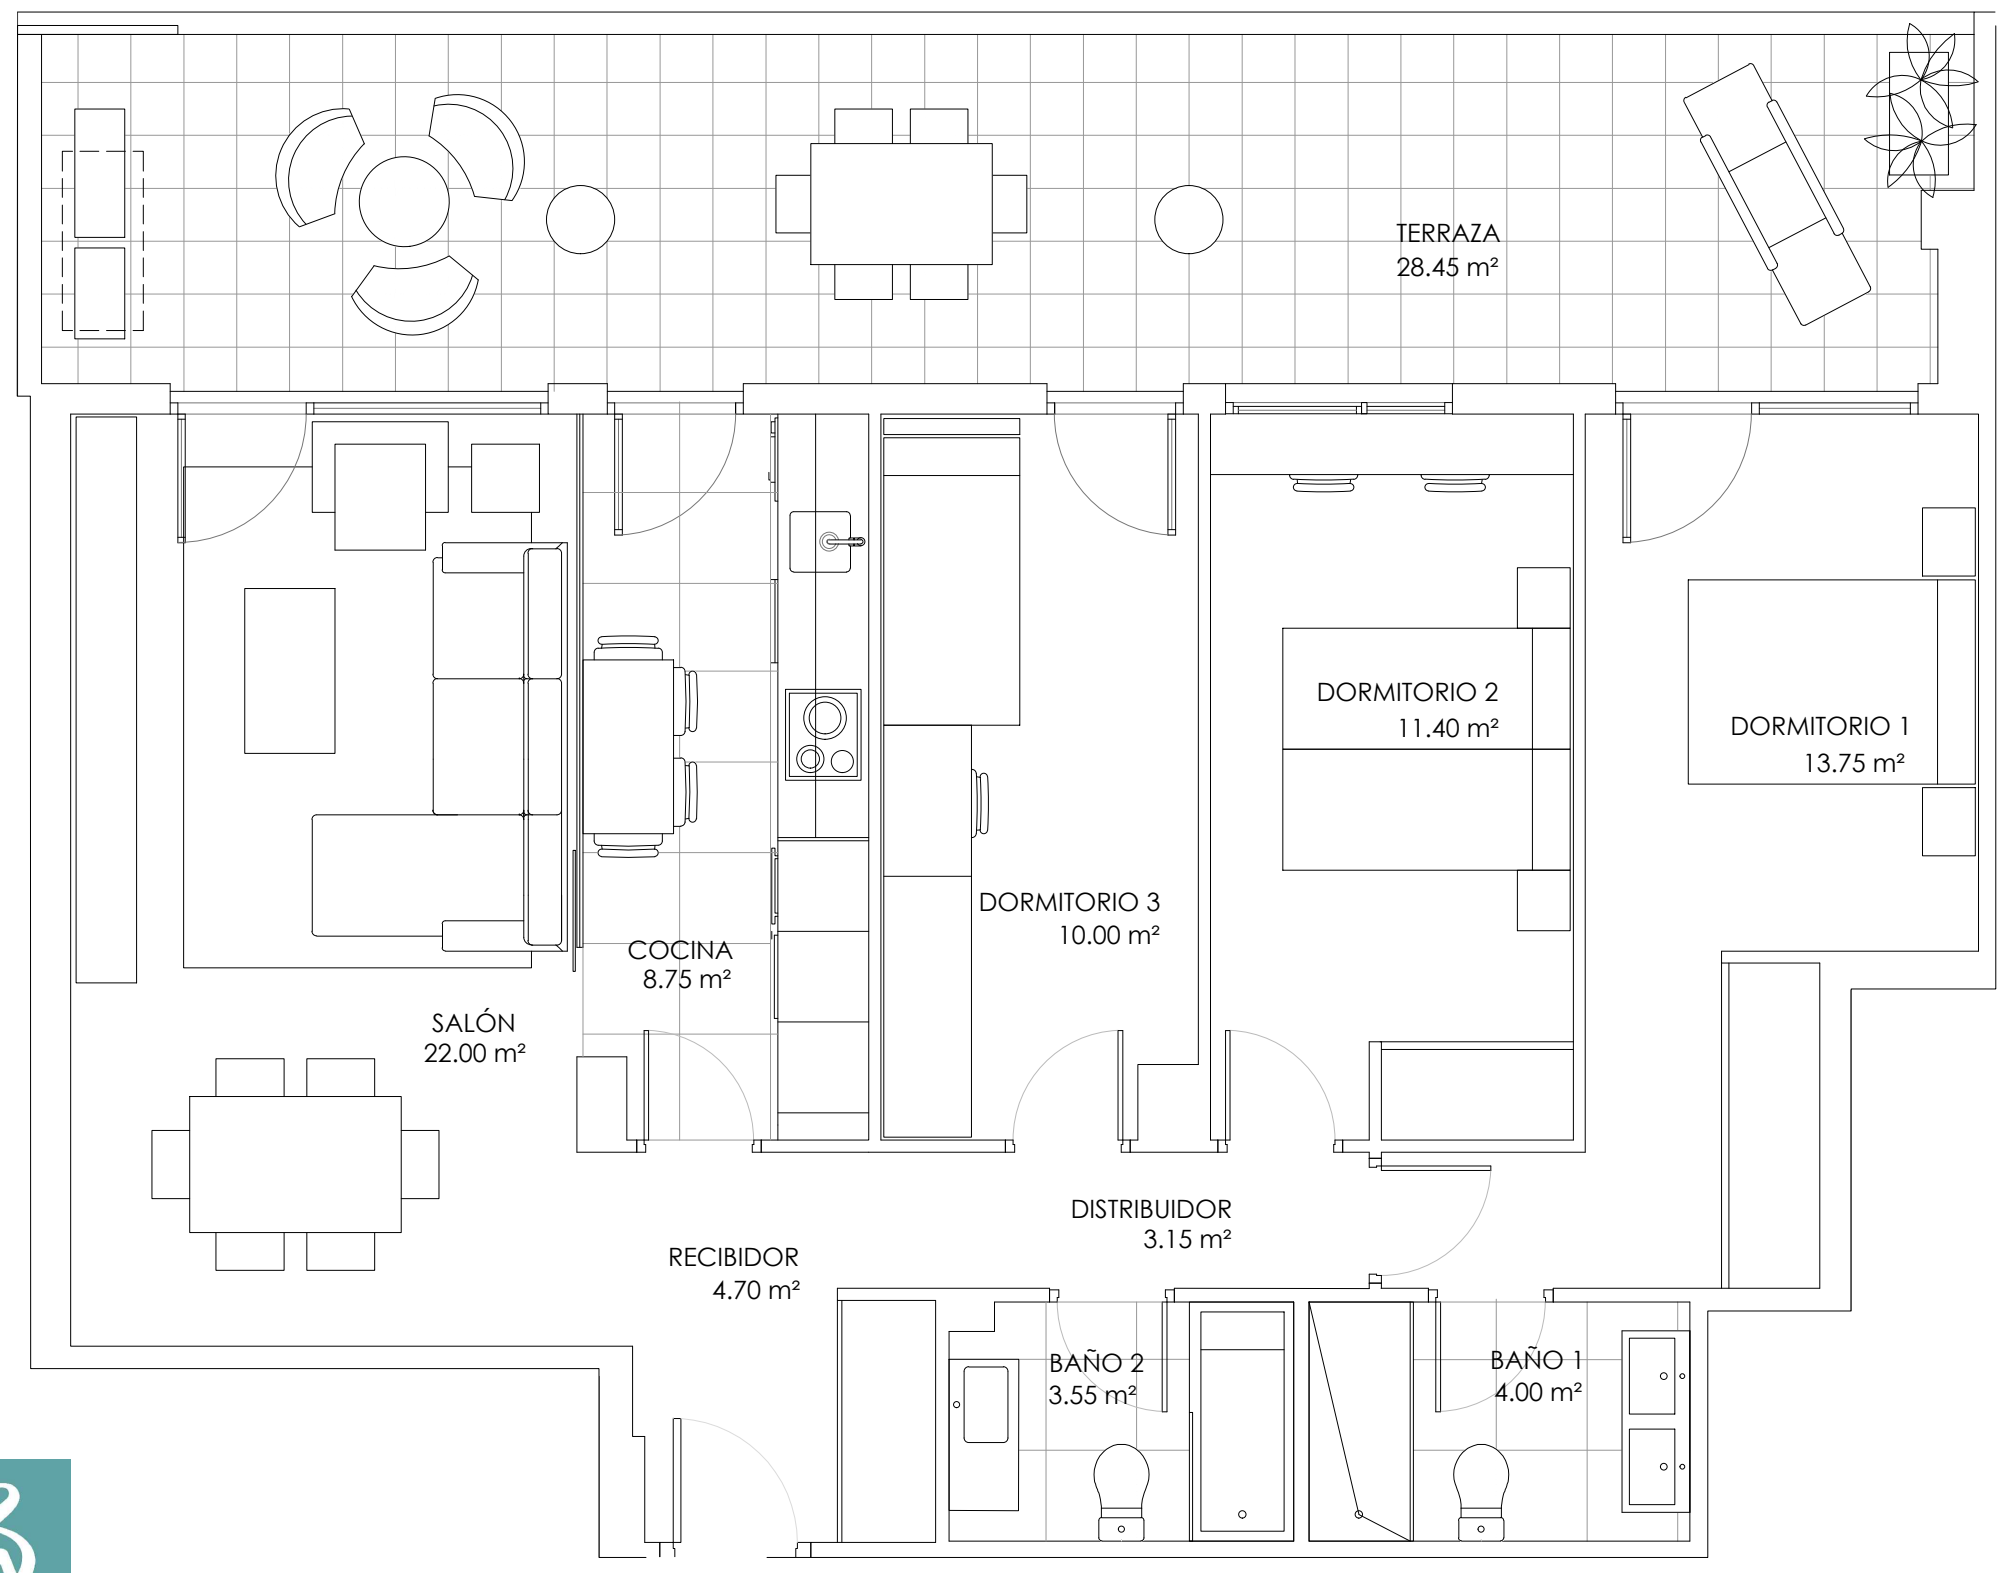 TERRAZA
28.45 m²
DORMITORIO 2
11.40 m²
DORMITORIO 1
13.75 m²
DORMITORIO 3
10.00 m²
COCINA
8.75 m²
SALÓN
22.00 m²
DISTRIBUIDOR
3.15 m²
RECIBIDOR
4.70 m²
BAÑO 2
3.55 m²
BAÑO 1
4.00 m²